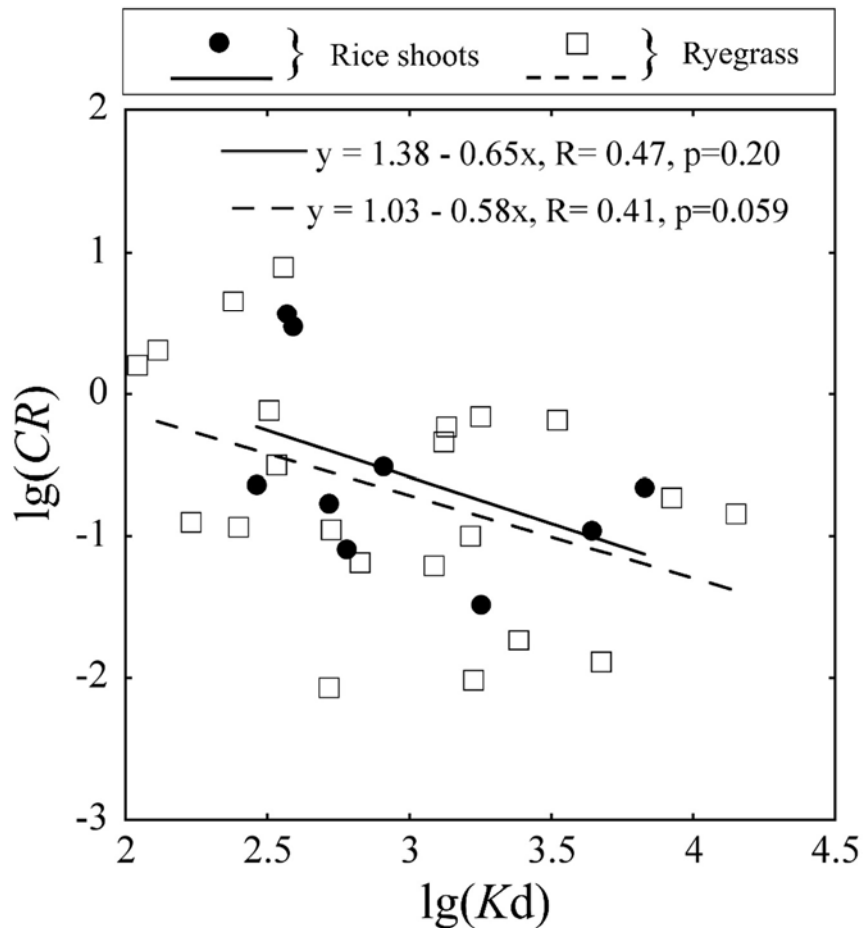 } Rice shoots } Ryegrass
y = 1.38 - 0.65x, R= 0.47, p=0.20
y = 1.03 - 0.58x, R= 0.41, p=0.059
2
1
0
-1
-2
-3
lg(CR)
2 2.5 3 3.5 4 4.5
lg(Kd)